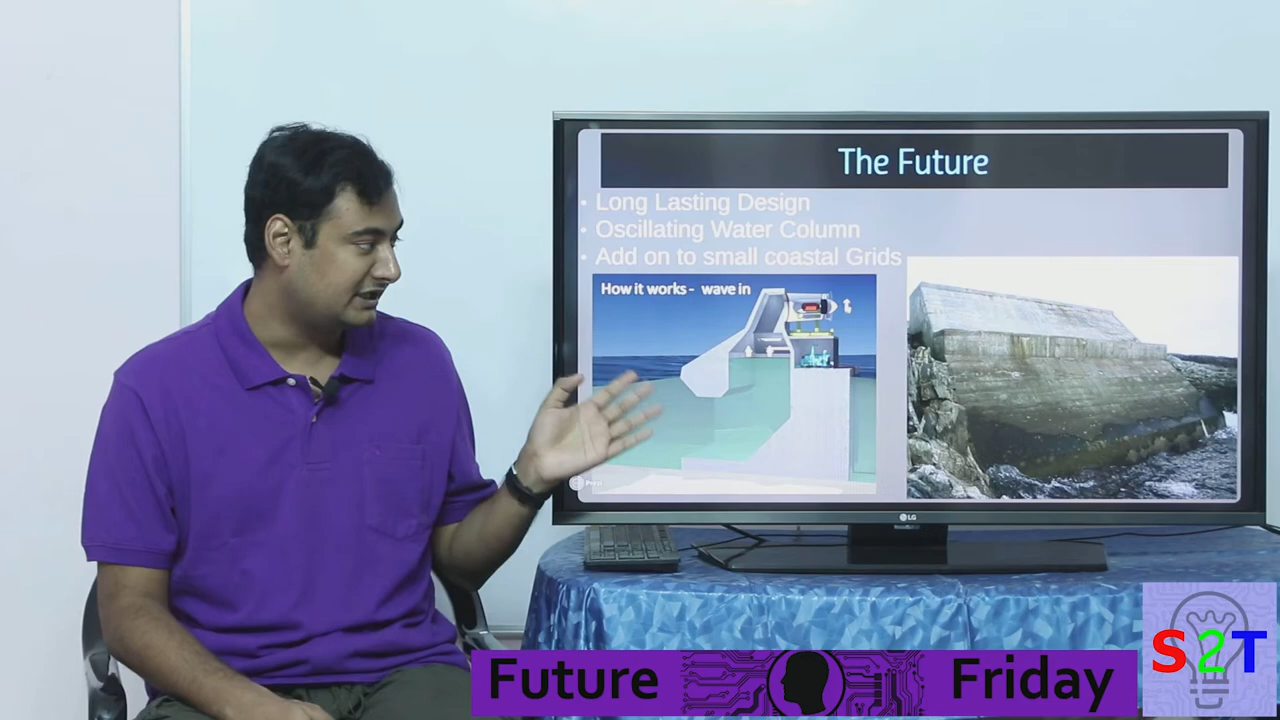 The Future
• Long Lasting Design
• Oscillating Water Column
• Add on to small coastal Grids
How it works - wave in
Prezi
LG
Future Friday
S2T